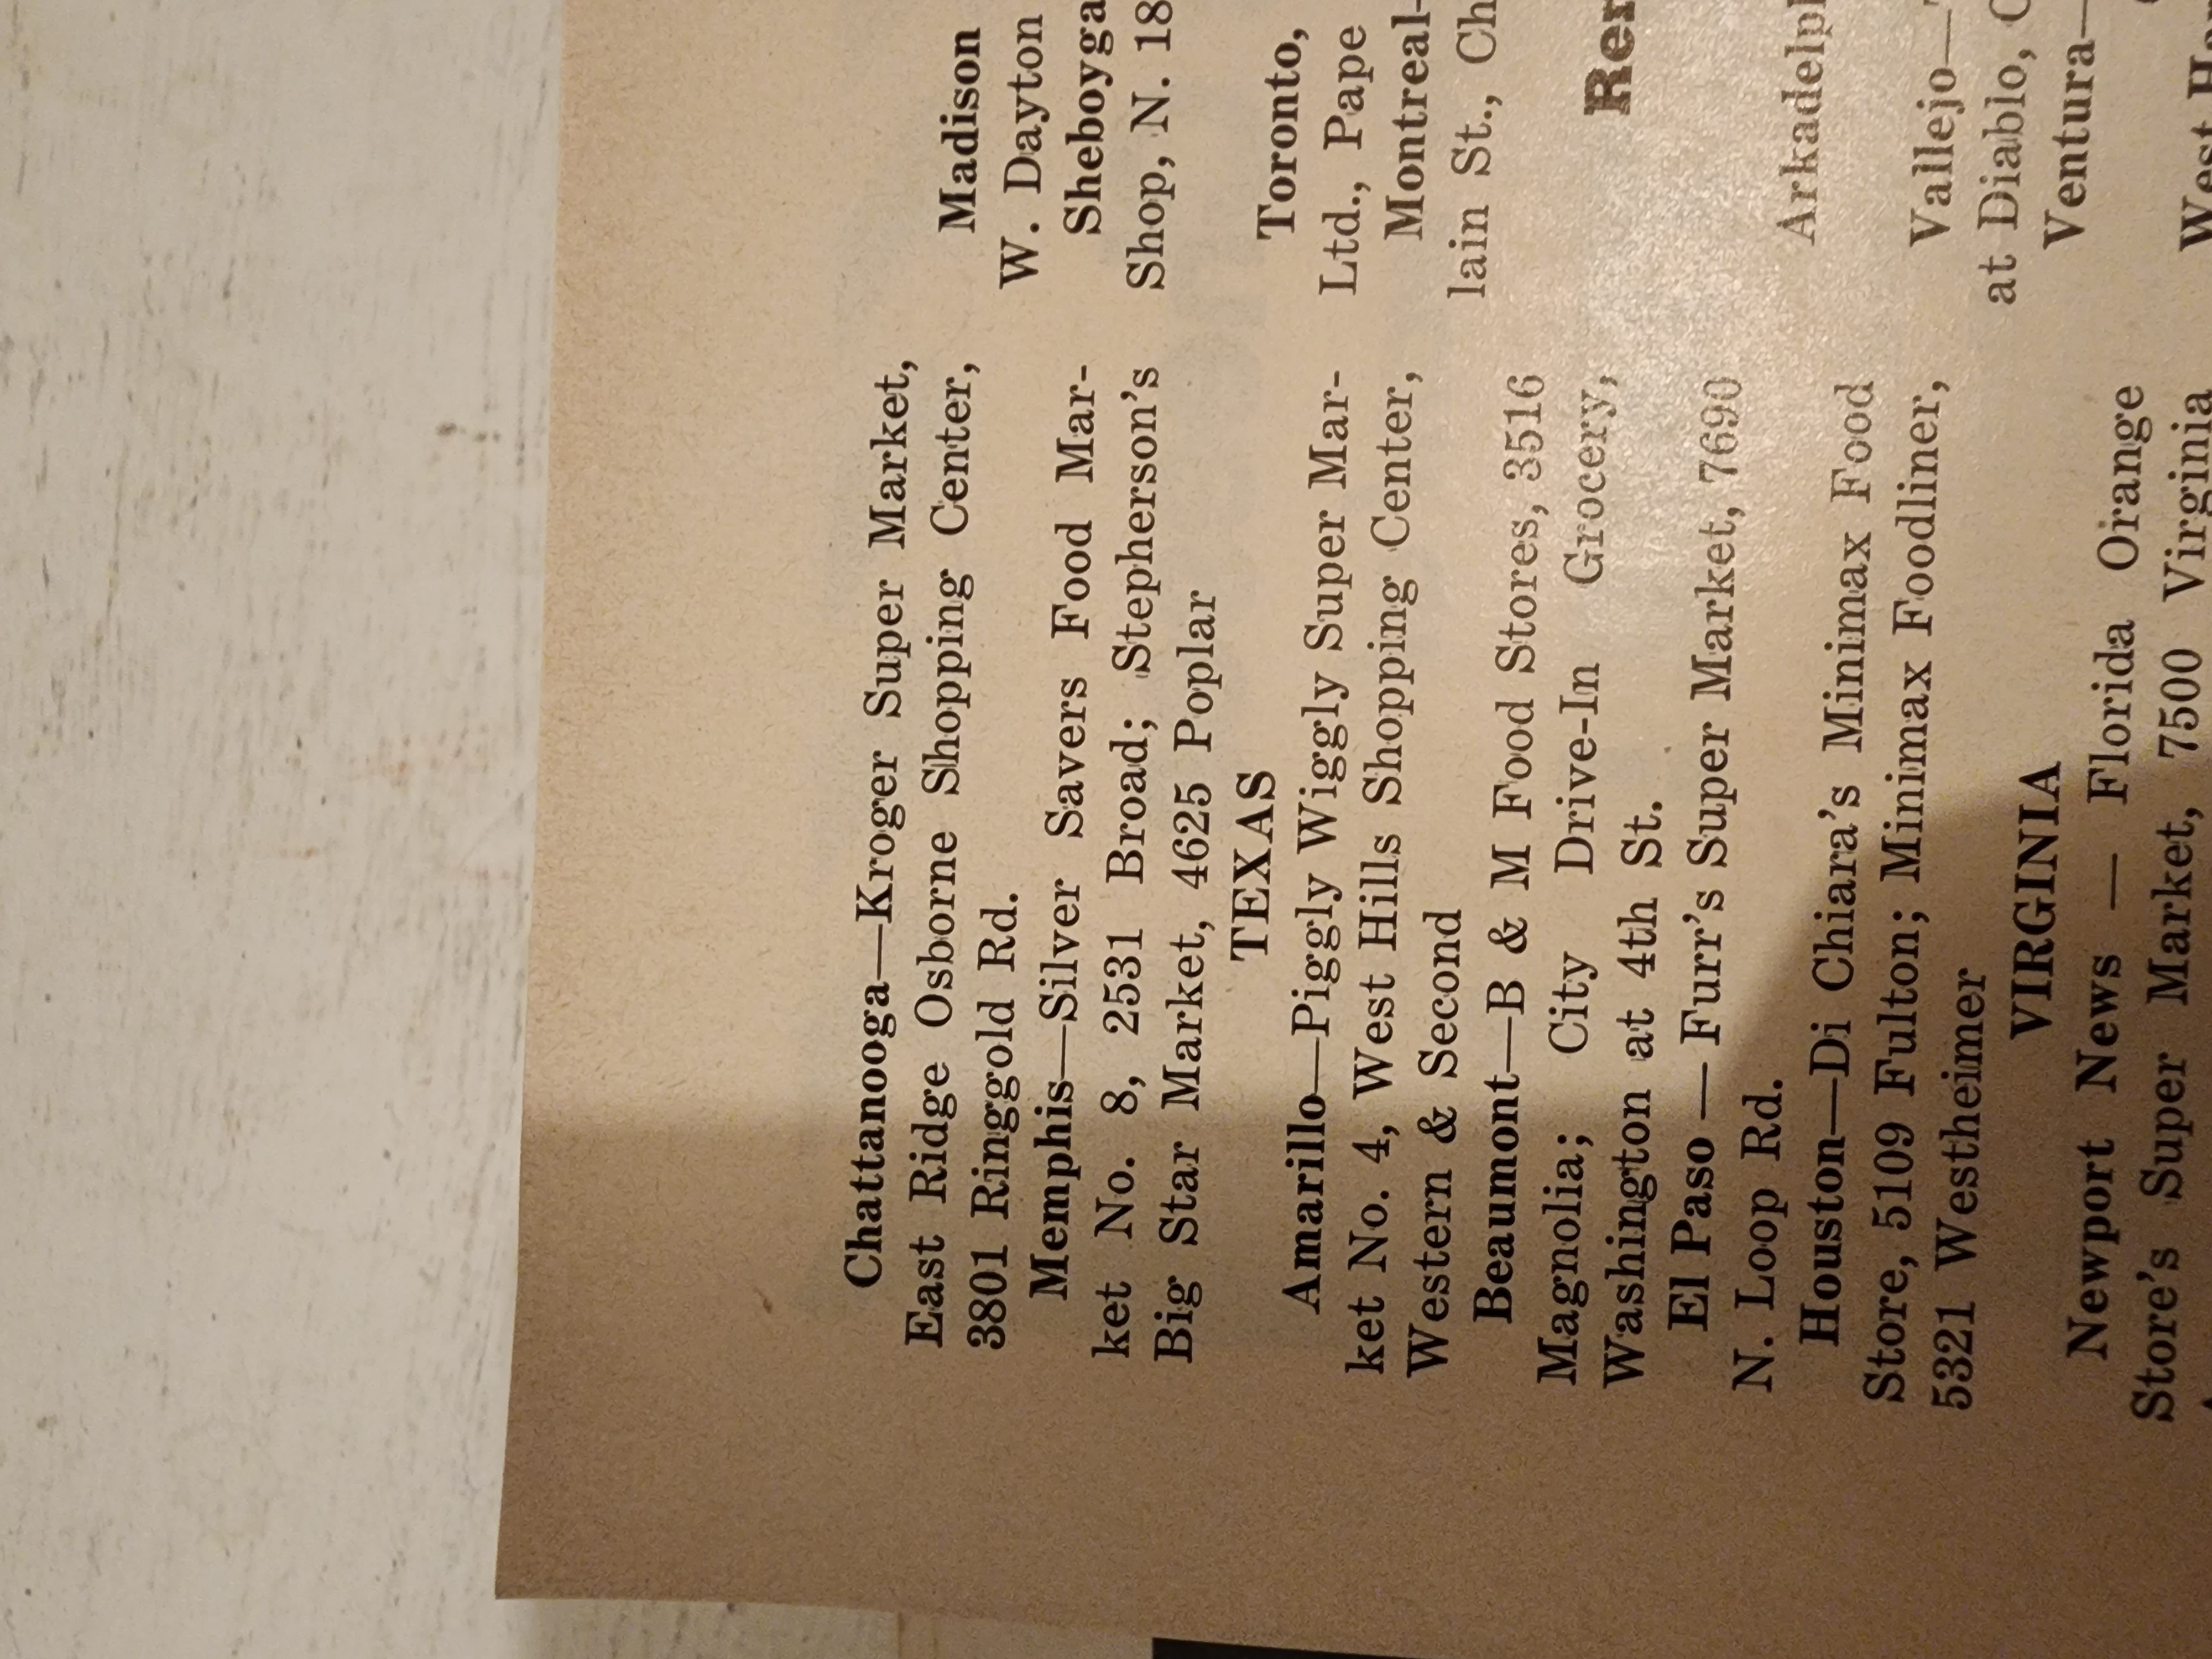 Chattanooga—Kroger Super Market,
East Ridge Osborne Shopping Center,
3801 Ringgold Rd.
Memphis—Silver Savers Food Mar-
ket No. 8, 2531 Broad; Stepherson's
Big Star Market, 4625 Poplar
TEXAS
Amarillo—Piggly Wiggly Super Mar-
ket No. 4, West Hills Shopping Center,
Western & Second
Beaumont—B & M Food Stores, 3516
Magnolia; City Drive-In Grocery,
Washington at 4th St.
El Paso — Furr's Super Market, 7690
N. Loop Rd.
Houston—Di Chiara's Minimax Food
Store, 5109 Fulton; Minimax Foodliner,
5321 Westheimer
VIRGINIA
Newport News — Florida Orange
Store's Super Market, 7500 Virginia
Madison
W. Dayton
Sheboyga
Shop, N. 18
Toronto,
Ltd., Pape
Montreal-
lain St., Ch
Ren
Arkadelph
Vallejo—
at Diablo,
Ventura—
West